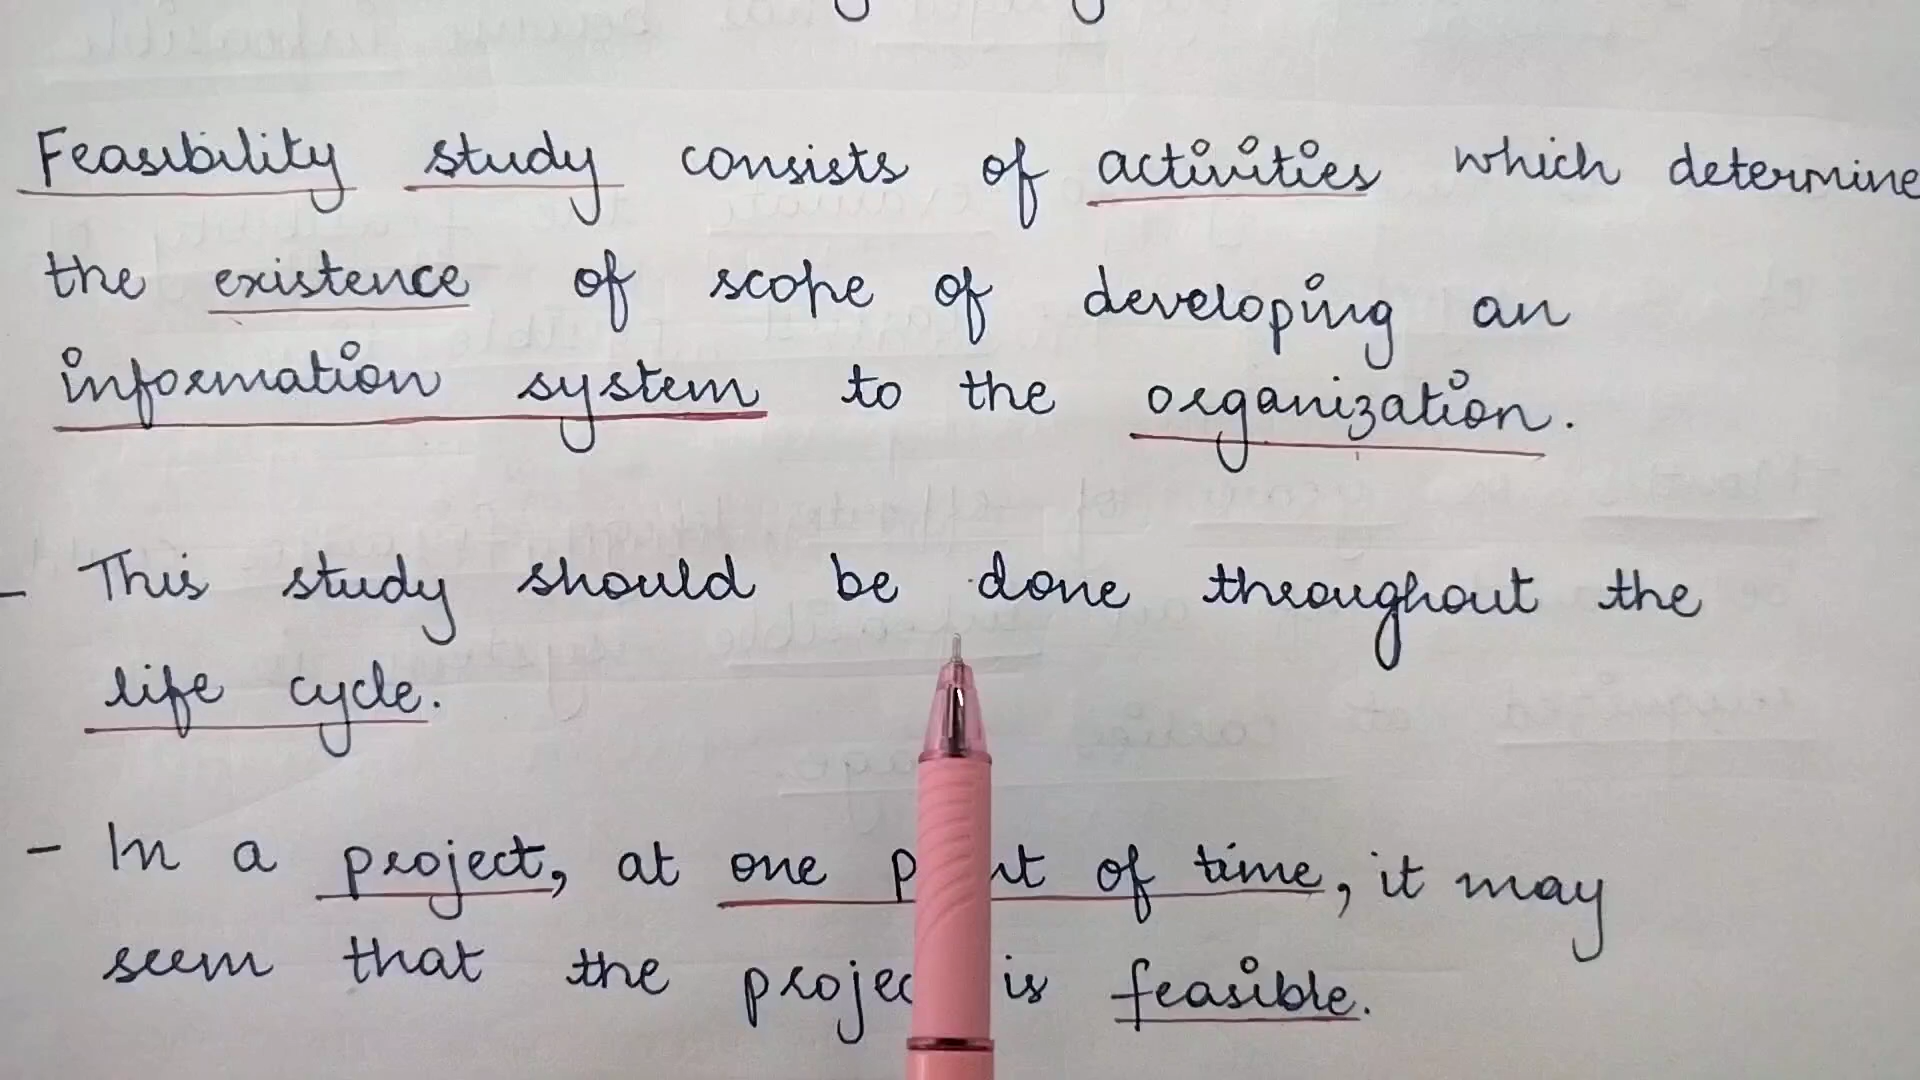 Feasibility study consists of activities which determine
the existence of scope of developing an
information system to the organization.
- This study should be done throughout the
life cycle.
- In a project, at one of time, it may
seem that the is feasible.